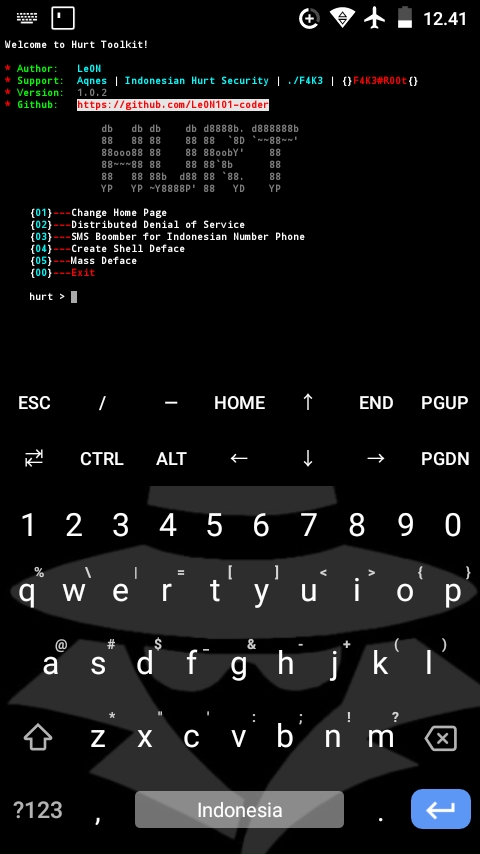 12.41
Welcome to Hurt Toolkit!
* Author: Le0N
* Support: Aqnes | Indonesian Hurt Security | ./F4K3 | {}F4K3#R00t{}
* Version: 1.0.2
* Github: https://github.com/Le0N101-coder
db   db db    db d8888b. d888888b
88   88 88    88 88  `8D `~~88~~'
88ooo88 88    88 88oobY'    88
88~~~88 88    88 88`8b      88
88   88 88b  d88 88 `88.    88
YP   YP ~Y8888P' 88   YD    YP
{01}---Change Home Page
{02}---Distributed Denial of Service
{03}---SMS Boomber for Indonesian Number Phone
{04}---Create Shell Deface
{05}---Mass Deface
{00}---Exit
hurt >
ESC / — HOME ↑ END PGUP
⇆ CTRL ALT ← ↓ → PGDN
1 2 3 4 5 6 7 8 9 0
% \ | = [ ] < > { }
q w e r t y u i o p
@ # $ _ & - + ( )
a s d f g h j k l
* " ' : ; ! ?
z x c v b n m
?123 , Indonesia .